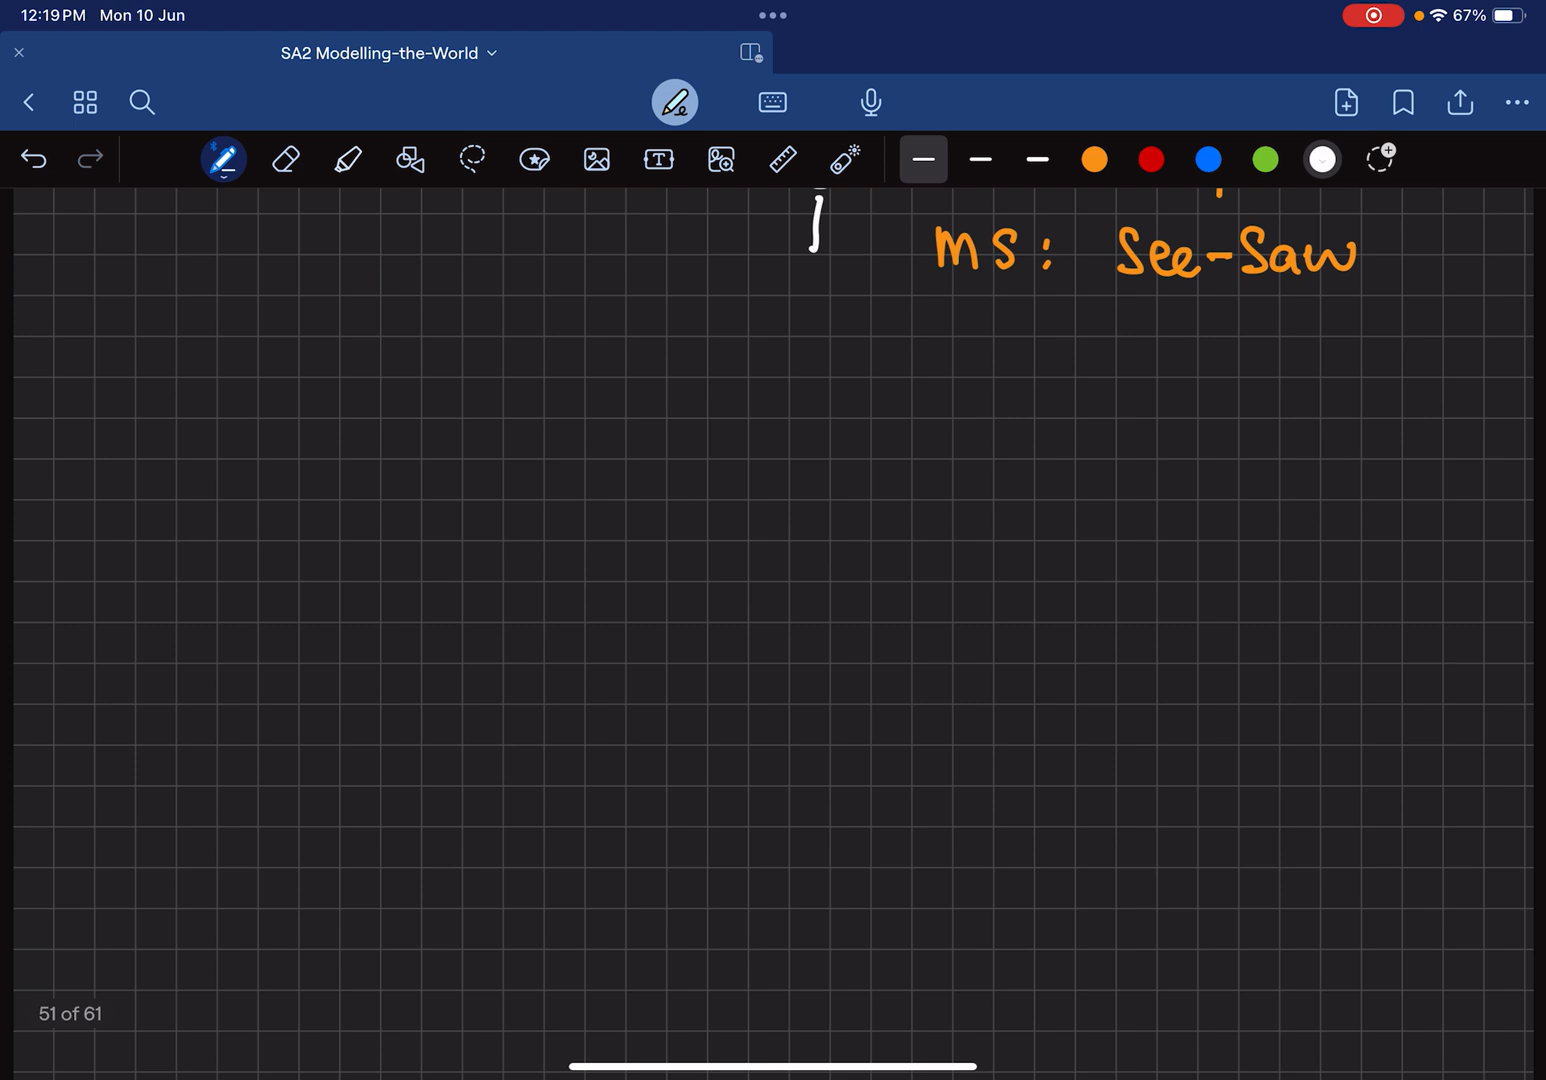 12:19 PM Mon 10 Jun
67%
SA2 Modelling-the-World
T
MS: See-Saw
51 of 61